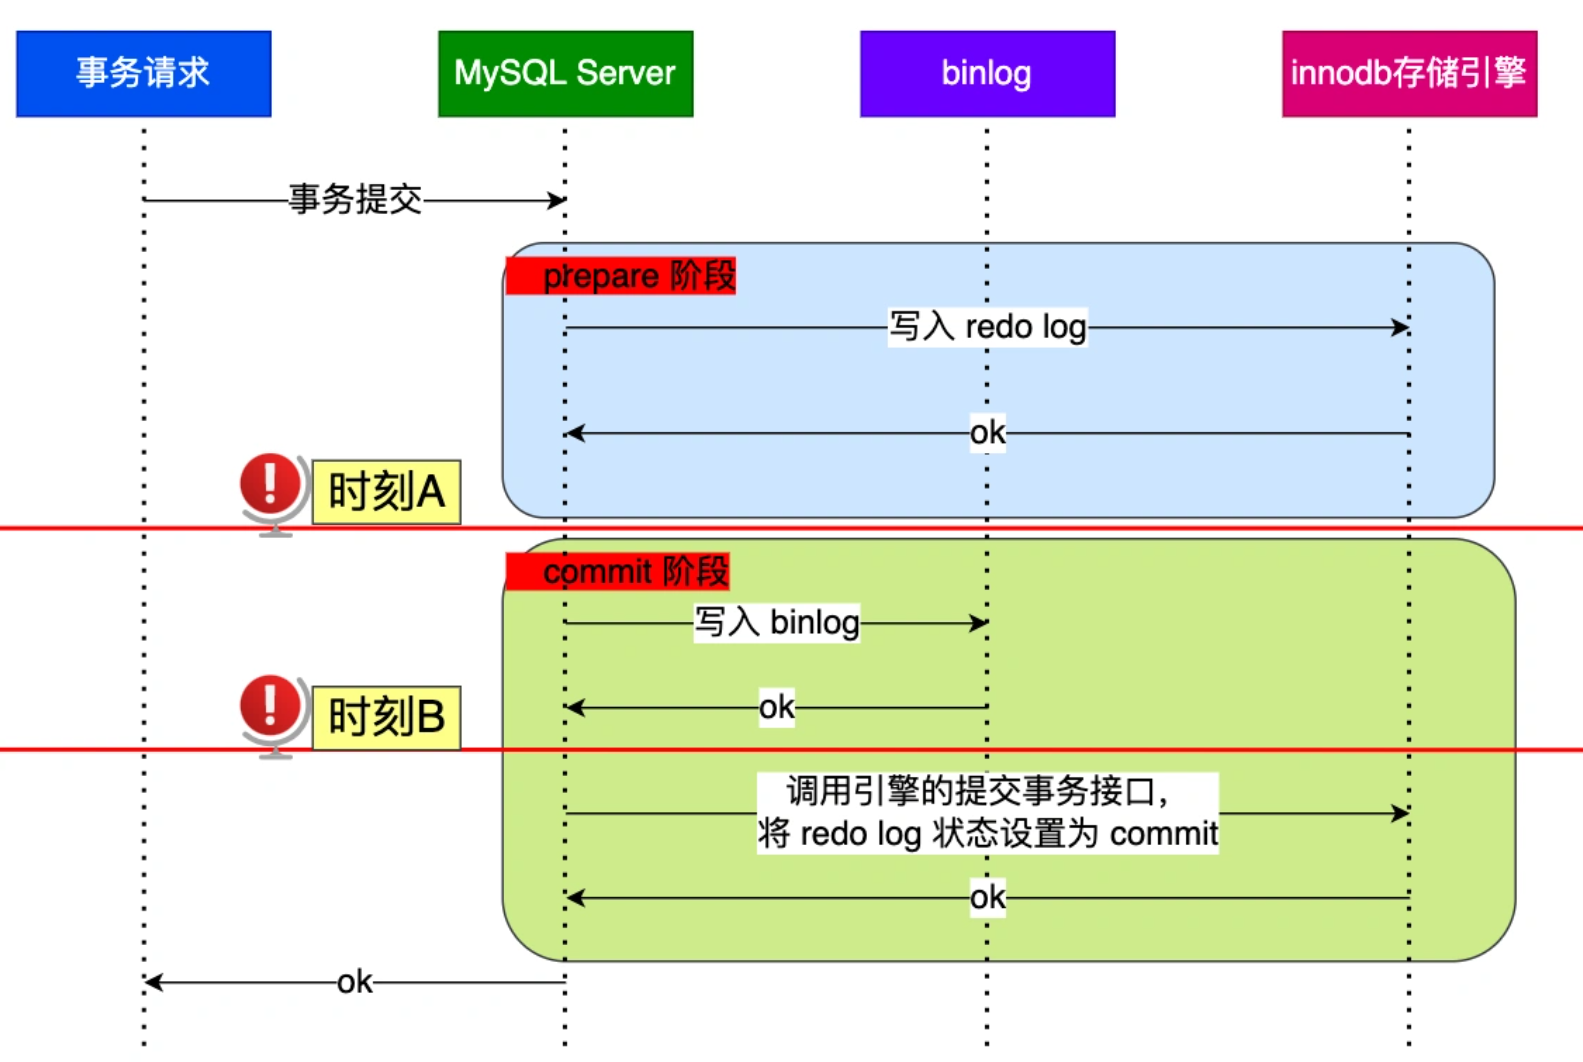 事务请求
MySQL Server
binlog
innodb存储引擎
事务提交
prepare 阶段
写入 redo log
ok
时刻A
commit 阶段
写入 binlog
ok
时刻B
调用引擎的提交事务接口，
将 redo log 状态设置为 commit
ok
ok